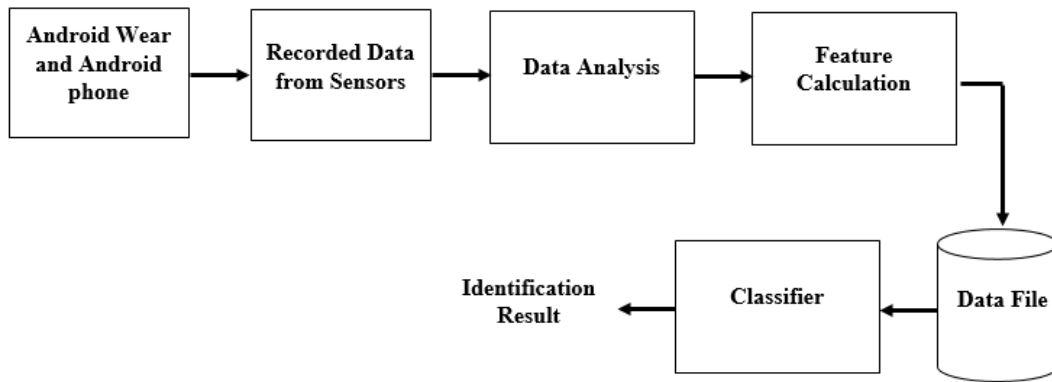 Android Wear
and Android
phone
Recorded Data
from Sensors
Data Analysis
Feature
Calculation
Data File
Classifier
Identification
Result